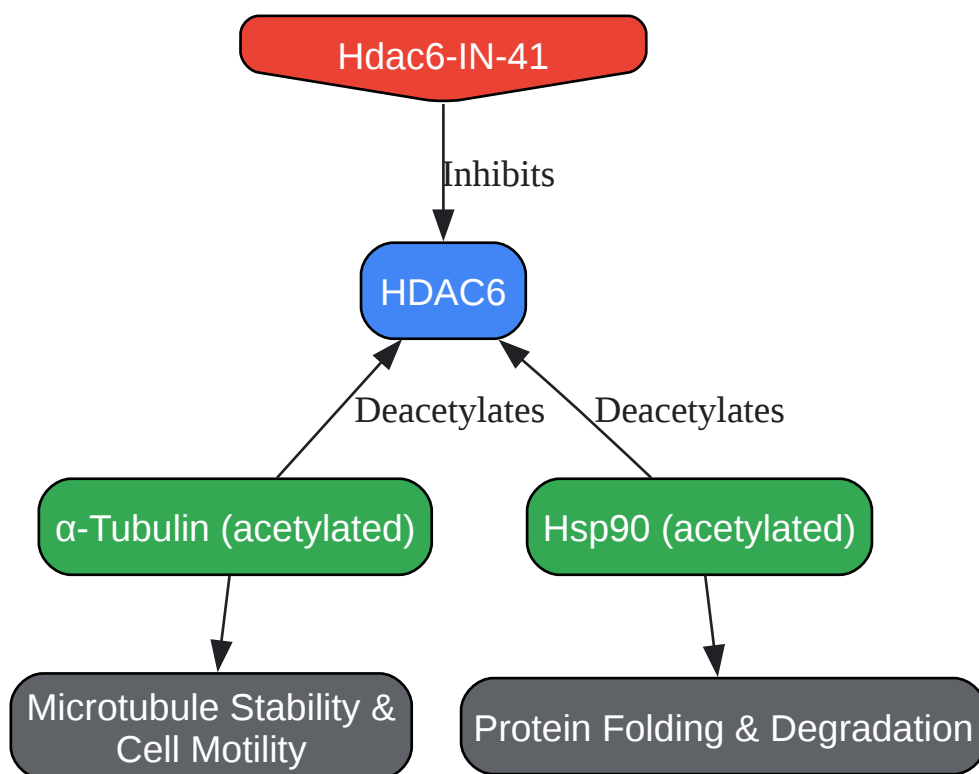 Hdac6-IN-41
Inhibits
HDAC6
Deacetylates
Deacetylates
α-Tubulin (acetylated)
Hsp90 (acetylated)
Microtubule Stability &
Cell Motility
Protein Folding & Degradation